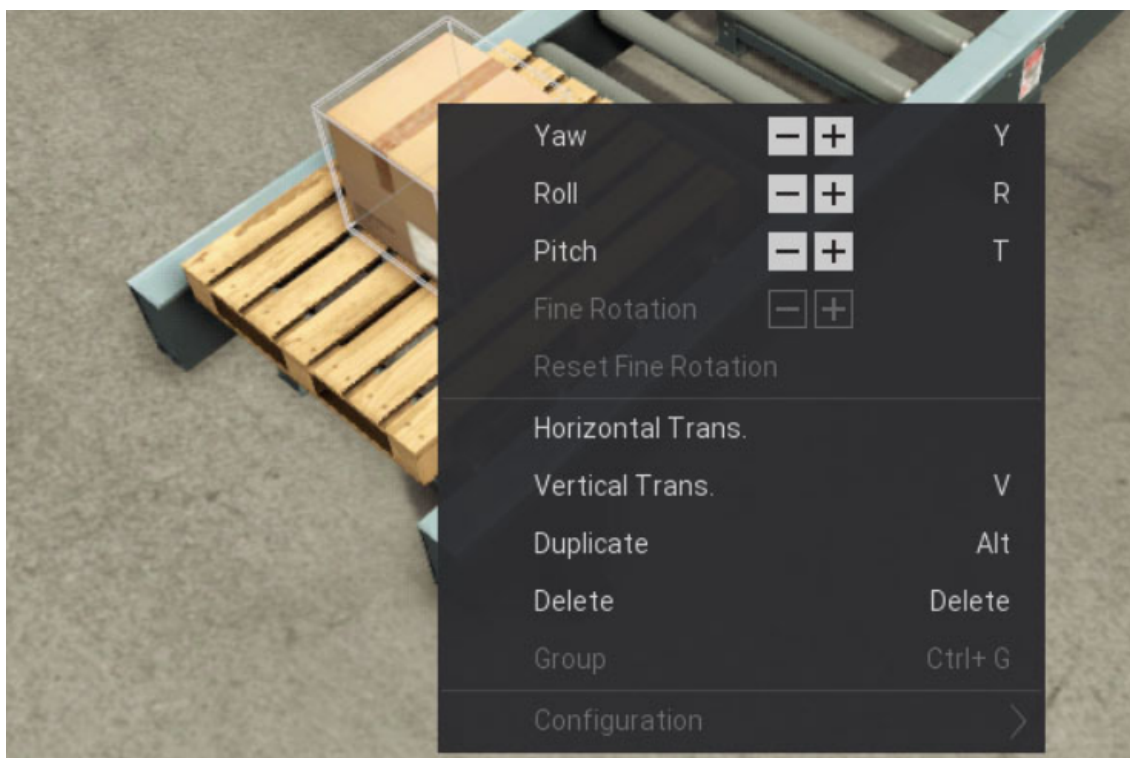 Yaw − + Y
Roll − + R
Pitch − + T
Fine Rotation − +
Reset Fine Rotation
Horizontal Trans.
Vertical Trans. V
Duplicate Alt
Delete Delete
Group Ctrl+ G
Configuration >